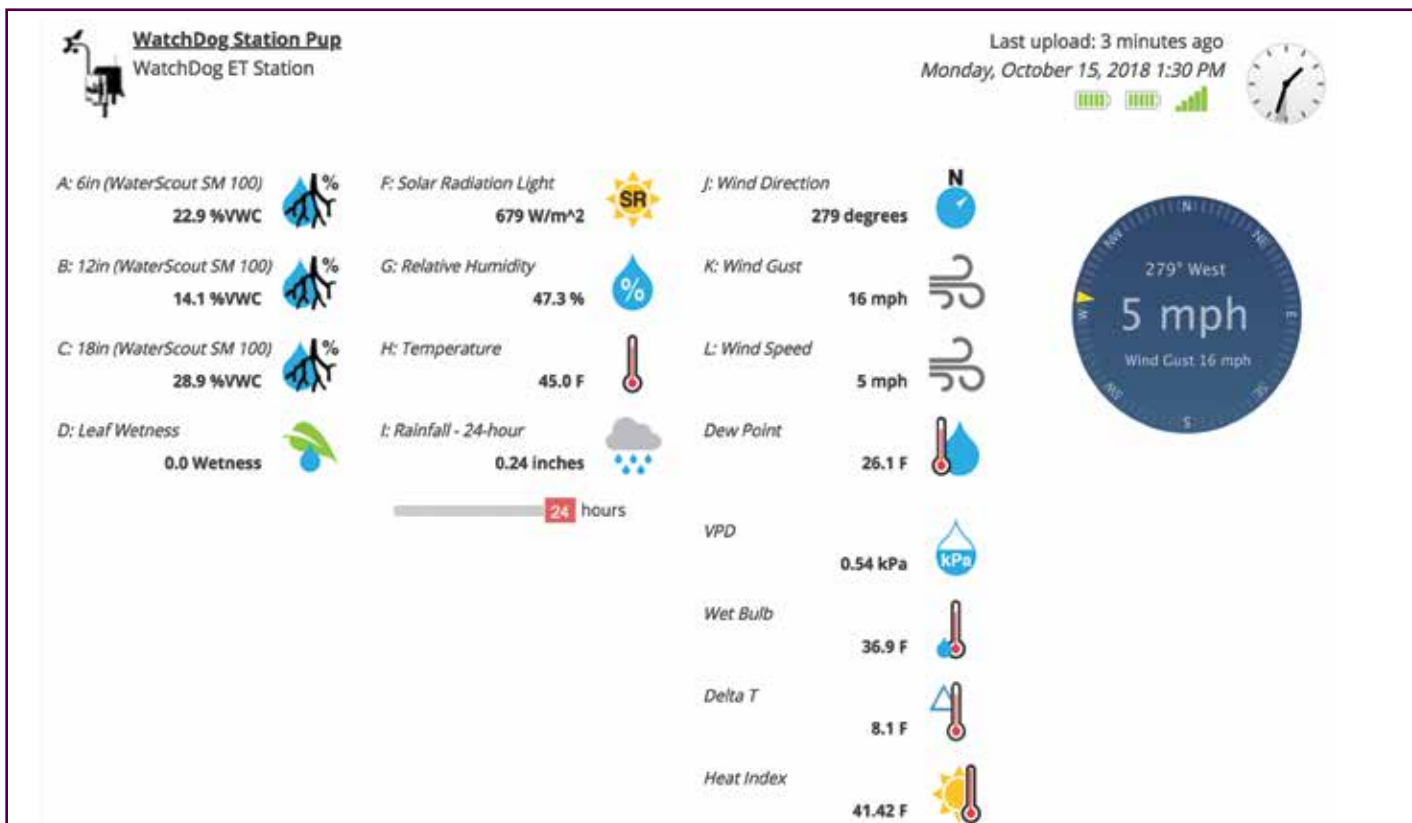 WatchDog Station Pup
WatchDog ET Station
Last upload: 3 minutes ago
Monday, October 15, 2018 1:30 PM
A: 6in (WaterScout SM 100)
%
22.9 %VWC
B: 12in (WaterScout SM 100)
%
14.1 %VWC
C: 18in (WaterScout SM 100)
%
28.9 %VWC
D: Leaf Wetness
0.0 Wetness
F: Solar Radiation Light
SR
679 W/m^2
G: Relative Humidity
%
47.3 %
H: Temperature
45.0 F
I: Rainfall - 24-hour
0.24 inches
24 hours
J: Wind Direction
N
279 degrees
K: Wind Gust
16 mph
L: Wind Speed
5 mph
Dew Point
26.1 F
VPD
kPa
0.54 kPa
Wet Bulb
36.9 F
Delta T
8.1 F
Heat Index
41.42 F
N
NW
NE
279° West
W
5 mph
E
Wind Gust 16 mph
SW
SE
S